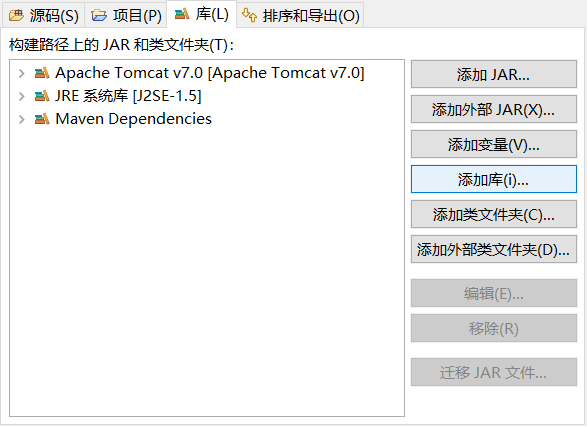 源码(S) 项目(P) 库(L) 排序和导出(O)
构建路径上的 JAR 和类文件夹(T):
Apache Tomcat v7.0 [Apache Tomcat v7.0]
JRE 系统库 [J2SE-1.5]
Maven Dependencies
添加 JAR...
添加外部 JAR(X)...
添加变量(V)...
添加库(i)...
添加类文件夹(C)...
添加外部类文件夹(D)...
编辑(E)...
移除(R)
迁移 JAR 文件...